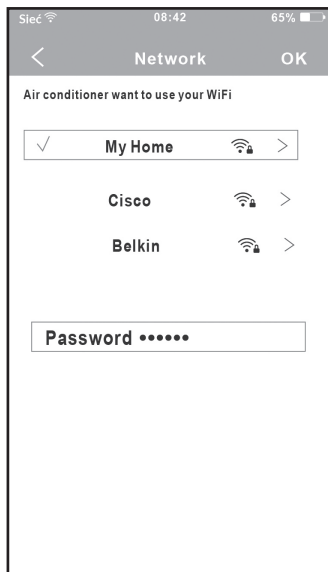 Sieć 08:42 65%
Network OK
Air conditioner want to use your WiFi
My Home
Cisco
Belkin
Password ••••••